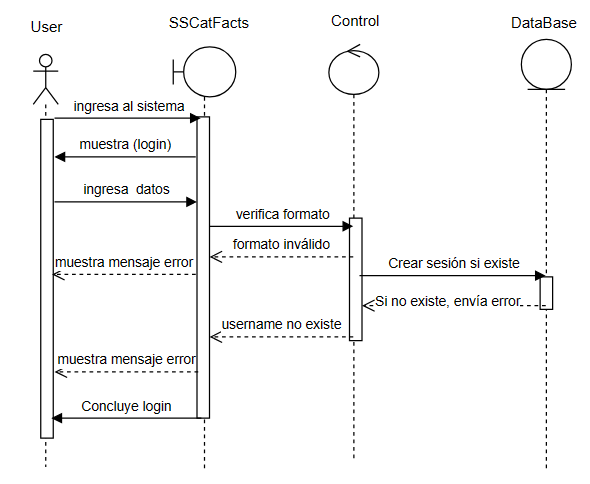 User
SSCatFacts
Control
DataBase
ingresa al sistema
muestra (login)
ingresa datos
verifica formato
formato inválido
muestra mensaje error
Crear sesión si existe
Si no existe, envía error
username no existe
muestra mensaje error
Concluye login